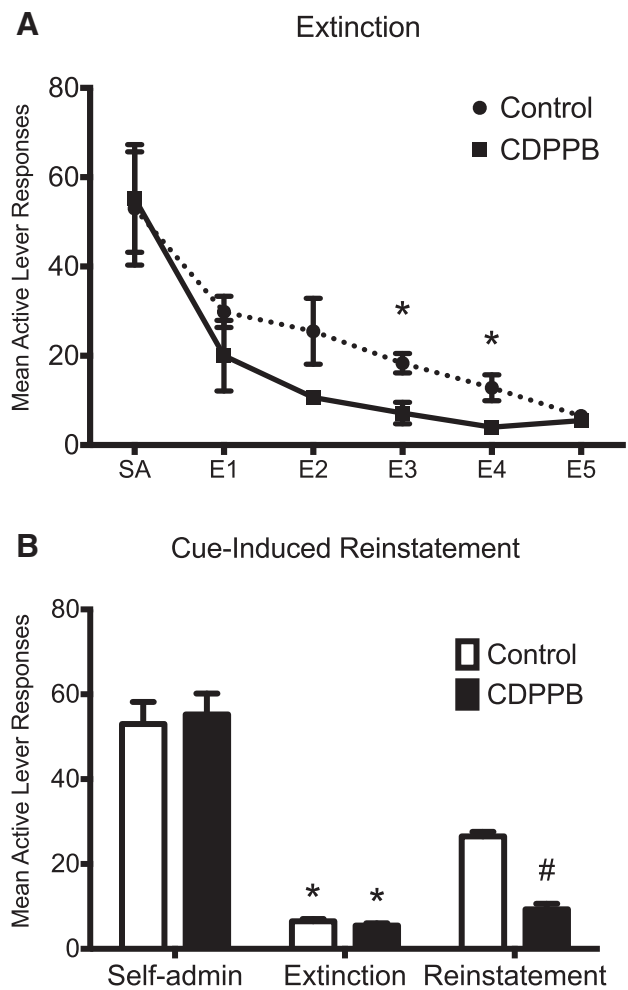 A
Extinction
Mean Active Lever Responses
80
60
40
20
0
Control
CDPPB
*
*
SA E1 E2 E3 E4 E5
B
Cue-Induced Reinstatement
Mean Active Lever Responses
80
60
40
20
0
Control
CDPPB
* * #
Self-admin Extinction Reinstatement